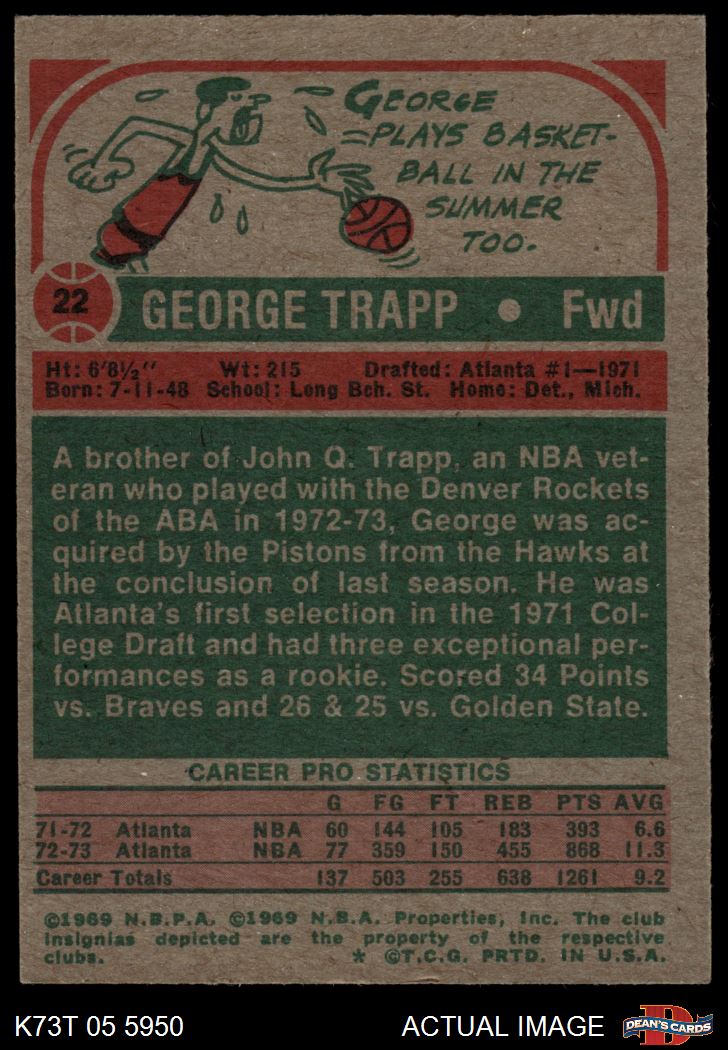 GEORGE
PLAYS BASKET-
BALL IN THE
SUMMER
TOO.
22
GEORGE TRAPP • Fwd
Ht: 6'8½" Wt: 215 Drafted: Atlanta #1—1971
Born: 7-11-48 School: Long Bch. St. Home: Det., Mich.
A brother of John Q. Trapp, an NBA vet-
eran who played with the Denver Rockets
of the ABA in 1972-73, George was ac-
quired by the Pistons from the Hawks at
the conclusion of last season. He was
Atlanta's first selection in the 1971 Col-
lege Draft and had three exceptional per-
formances as a rookie. Scored 34 Points
vs. Braves and 26 & 25 vs. Golden State.
CAREER PRO STATISTICS
G FG FT REB PTS AVG
71-72 Atlanta NBA 60 144 105 183 393 6.6
72-73 Atlanta NBA 77 359 150 455 868 11.3
Career Totals 137 503 255 638 1261 9.2
©1969 N.B.P.A. ©1969 N.B.A. Properties, Inc. The club
insignias depicted are the property of the respective
clubs. * ©T.C.G. PRTD. IN U.S.A.
K73T 05 5950 ACTUAL IMAGE
D
DEAN'S CARDS